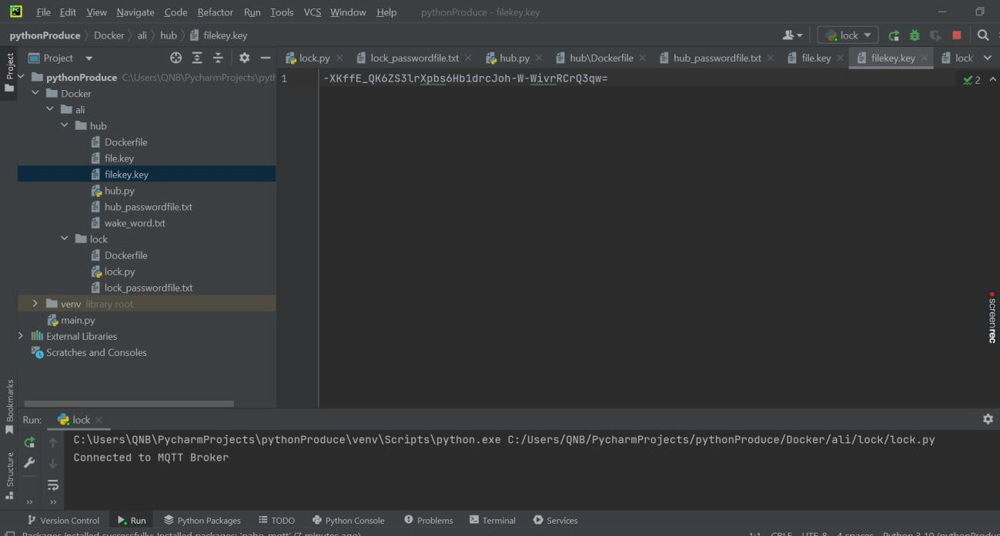 PC File Edit View Navigate Code Refactor Run Tools VCS Window Help pythonProduce - filekey.key
pythonProduce Docker ali hub filekey.key lock
Project
Project
lock.py lock_passwordfile.txt hub.py hub\Dockerfile hub_passwordfile.txt file.key filekey.key lock
pythonProduce C:\Users\QNB\PycharmProjects\pyth
1 -XKffE_QK6ZS3lrXpbs6Hb1drcJoh-W-WivrRCrQ3qw=
2
Docker
ali
hub
Dockerfile
file.key
filekey.key
hub.py
hub_passwordfile.txt
wake_word.txt
lock
Dockerfile
lock.py
lock_passwordfile.txt
venv library root
main.py
External Libraries
Scratches and Consoles
screenrec
Bookmarks
Structure
Run: lock
C:\Users\QNB\PycharmProjects\pythonProduce\venv\Scripts\python.exe C:/Users/QNB/PycharmProjects/pythonProduce/Docker/ali/lock/lock.py
Connected to MQTT Broker
Version Control Run Python Packages TODO Python Console Problems Terminal Services
Packages installed successfully: Installed packages: 'paho-mqtt' (7 minutes ago) 1:1 CRLF UTF-8 4 spaces Python 3.10 (pythonProduc